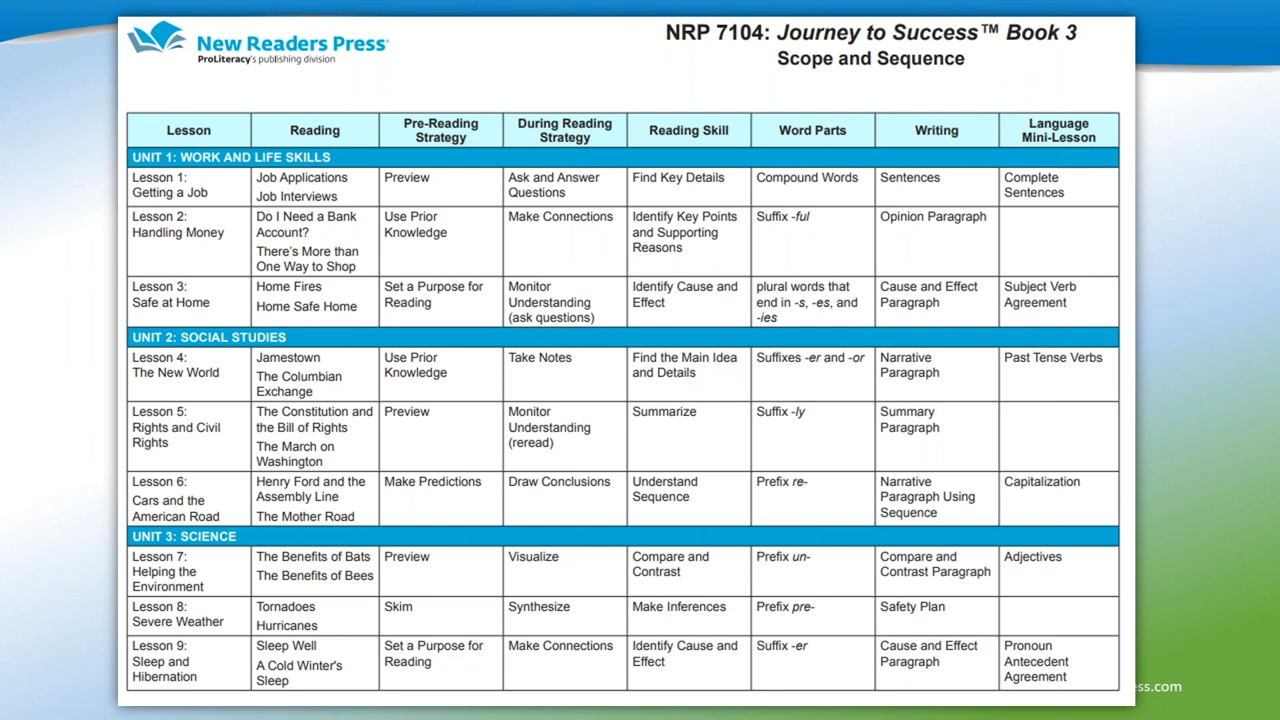 New Readers Press®
ProLiteracy's publishing division
NRP 7104: Journey to Success™ Book 3
Scope and Sequence
Lesson
Reading
Pre-Reading
Strategy
During Reading
Strategy
Reading Skill
Word Parts
Writing
Language
Mini-Lesson
UNIT 1: WORK AND LIFE SKILLS
Lesson 1:
Getting a Job
Job Applications
Job Interviews
Preview
Ask and Answer
Questions
Find Key Details
Compound Words
Sentences
Complete
Sentences
Lesson 2:
Handling Money
Do I Need a Bank
Account?
There's More than
One Way to Shop
Use Prior
Knowledge
Make Connections
Identify Key Points
and Supporting
Reasons
Suffix -ful
Opinion Paragraph
Lesson 3:
Safe at Home
Home Fires
Home Safe Home
Set a Purpose for
Reading
Monitor
Understanding
(ask questions)
Identify Cause and
Effect
plural words that
end in -s, -es, and
-ies
Cause and Effect
Paragraph
Subject Verb
Agreement
UNIT 2: SOCIAL STUDIES
Lesson 4:
The New World
Jamestown
The Columbian
Exchange
Use Prior
Knowledge
Take Notes
Find the Main Idea
and Details
Suffixes -er and -or
Narrative
Paragraph
Past Tense Verbs
Lesson 5:
Rights and Civil
Rights
The Constitution and
the Bill of Rights
The March on
Washington
Preview
Monitor
Understanding
(reread)
Summarize
Suffix -ly
Summary
Paragraph
Lesson 6:
Cars and the
American Road
Henry Ford and the
Assembly Line
The Mother Road
Make Predictions
Draw Conclusions
Understand
Sequence
Prefix re-
Narrative
Paragraph Using
Sequence
Capitalization
UNIT 3: SCIENCE
Lesson 7:
Helping the
Environment
The Benefits of Bats
The Benefits of Bees
Preview
Visualize
Compare and
Contrast
Prefix un-
Compare and
Contrast Paragraph
Adjectives
Lesson 8:
Severe Weather
Tornadoes
Hurricanes
Skim
Synthesize
Make Inferences
Prefix pre-
Safety Plan
Lesson 9:
Sleep and
Hibernation
Sleep Well
A Cold Winter's
Sleep
Set a Purpose for
Reading
Make Connections
Identify Cause and
Effect
Suffix -er
Cause and Effect
Paragraph
Pronoun
Antecedent
Agreement
ess.com